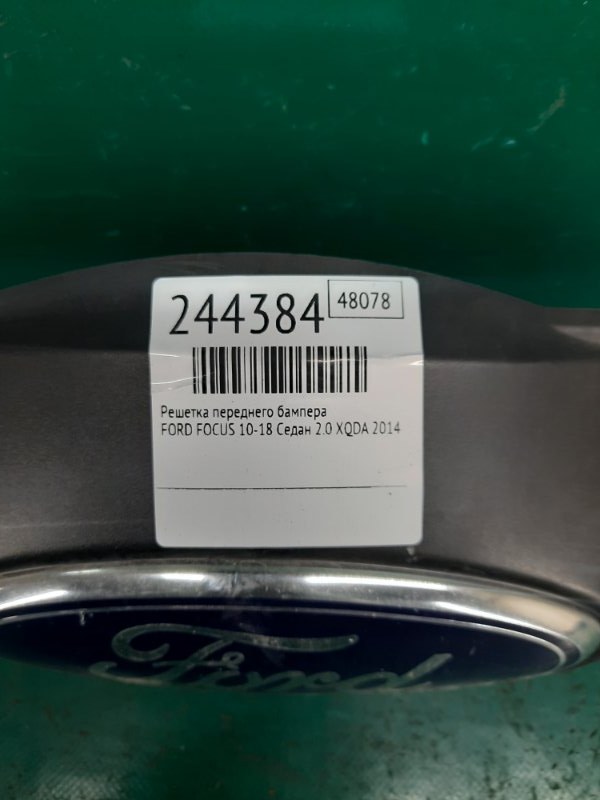 244384
48078
Решетка переднего бампера
FORD FOCUS 10-18 Седан 2.0 XQDA 2014
Ford